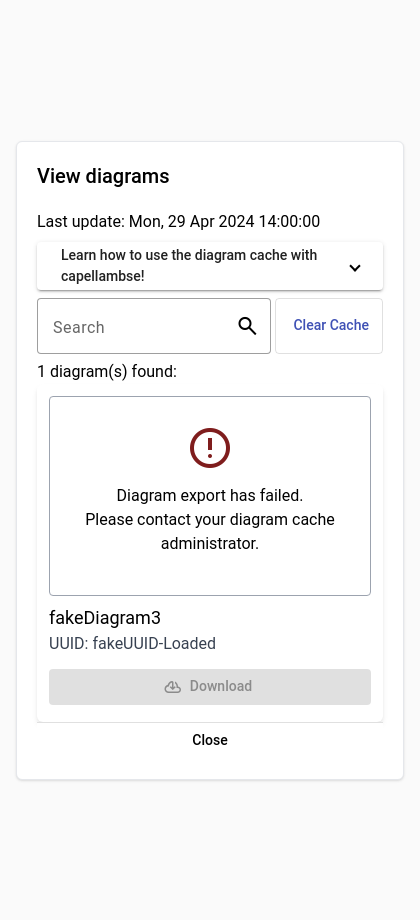 View diagrams
Last update: Mon, 29 Apr 2024 14:00:00
Learn how to use the diagram cache with
capellambse!
Search
Clear Cache
1 diagram(s) found:
Diagram export has failed.
Please contact your diagram cache
administrator.
fakeDiagram3
UUID: fakeUUID-Loaded
Download
Close